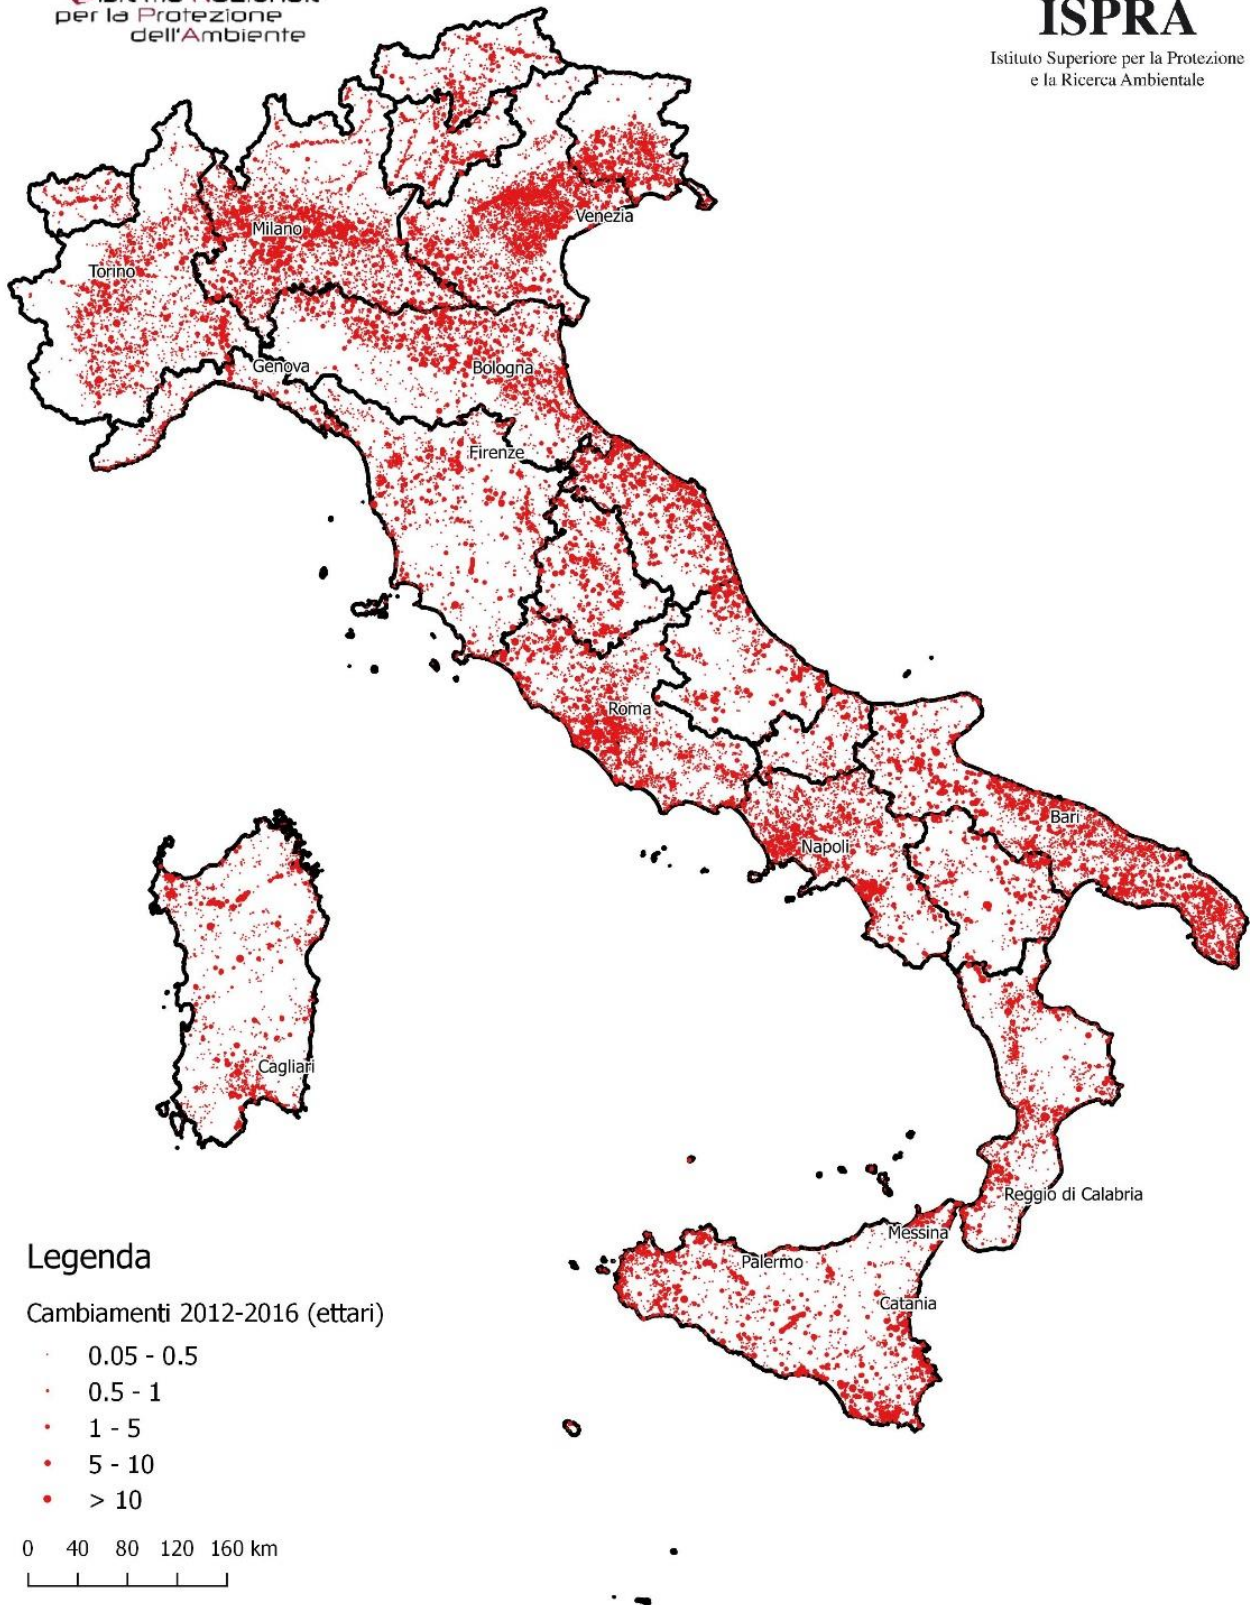 per la Protezione
dell'Ambiente
ISPRA
Istituto Superiore per la Protezione
e la Ricerca Ambientale
Milano
Venezia
Torino
Genova
Bologna
Firenze
Roma
Bari
Napoli
Cagliari
Reggio di Calabria
Messina
Palermo
Catania
Legenda
Cambiamenti 2012-2016 (ettari)
0.05 - 0.5
0.5 - 1
1 - 5
5 - 10
> 10
0 40 80 120 160 km